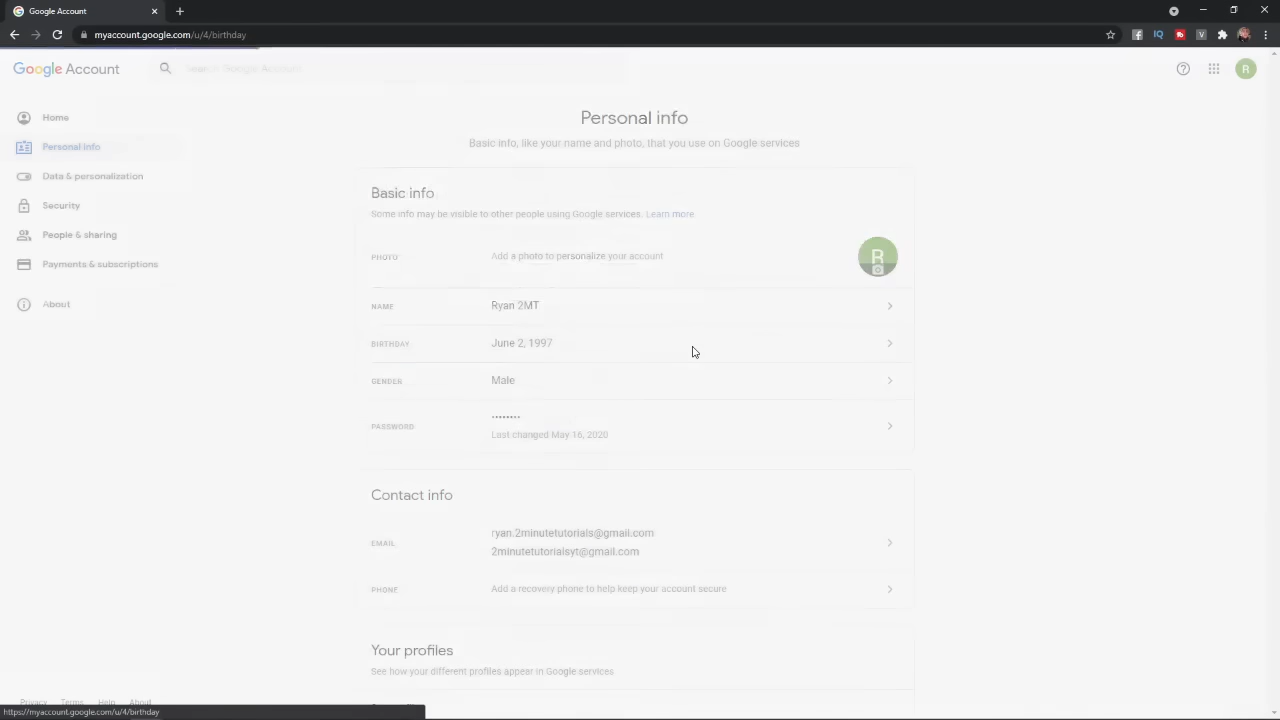 Google Account
myaccount.google.com/u/4/birthday
Google Account
Search Google Account
R
Home
Personal info
Data & personalization
Security
People & sharing
Payments & subscriptions
About
Personal info
Basic info, like your name and photo, that you use on Google services
Basic info
Some info may be visible to other people using Google services. Learn more
PHOTO
Add a photo to personalize your account
R
NAME
Ryan 2MT
BIRTHDAY
June 2, 1997
GENDER
Male
PASSWORD
••••••••
Last changed May 16, 2020
Contact info
EMAIL
ryan.2minutetutorials@gmail.com
2minutetutorialsyt@gmail.com
PHONE
Add a recovery phone to help keep your account secure
Your profiles
See how your different profiles appear in Google services
Privacy Terms Help About
https://myaccount.google.com/u/4/birthday